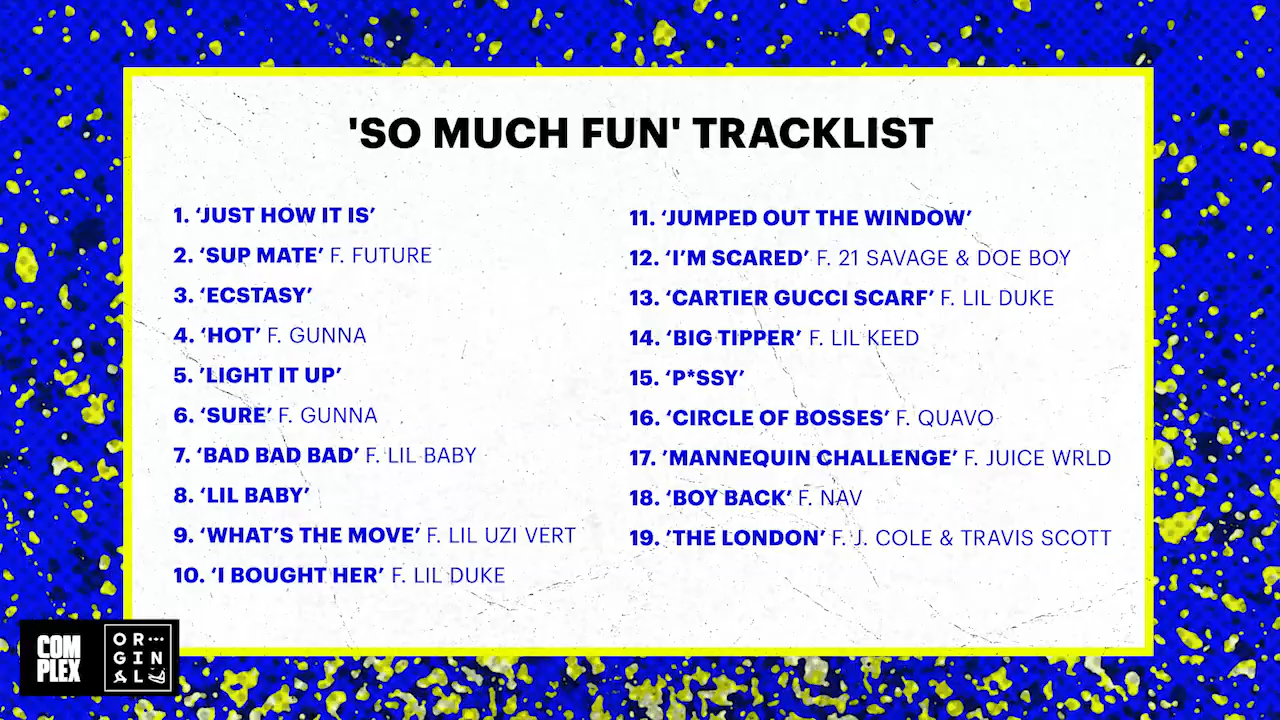 'SO MUCH FUN' TRACKLIST
1. ‘JUST HOW IT IS’
2. ‘SUP MATE’ F. FUTURE
3. ‘ECSTASY’
4. ‘HOT’ F. GUNNA
5. ’LIGHT IT UP’
6. ‘SURE’ F. GUNNA
7. ‘BAD BAD BAD’ F. LIL BABY
8. ‘LIL BABY’
9. ‘WHAT’S THE MOVE’ F. LIL UZI VERT
10. ‘I BOUGHT HER’ F. LIL DUKE
11. ‘JUMPED OUT THE WINDOW’
12. ‘I’M SCARED’ F. 21 SAVAGE & DOE BOY
13. ‘CARTIER GUCCI SCARF’ F. LIL DUKE
14. ‘BIG TIPPER’ F. LIL KEED
15. ‘P*SSY’
16. ‘CIRCLE OF BOSSES’ F. QUAVO
17. ’MANNEQUIN CHALLENGE’ F. JUICE WRLD
18. ‘BOY BACK’ F. NAV
19. ’THE LONDON’ F. J. COLE & TRAVIS SCOTT
COM
PLEX
OR
GIN
&L